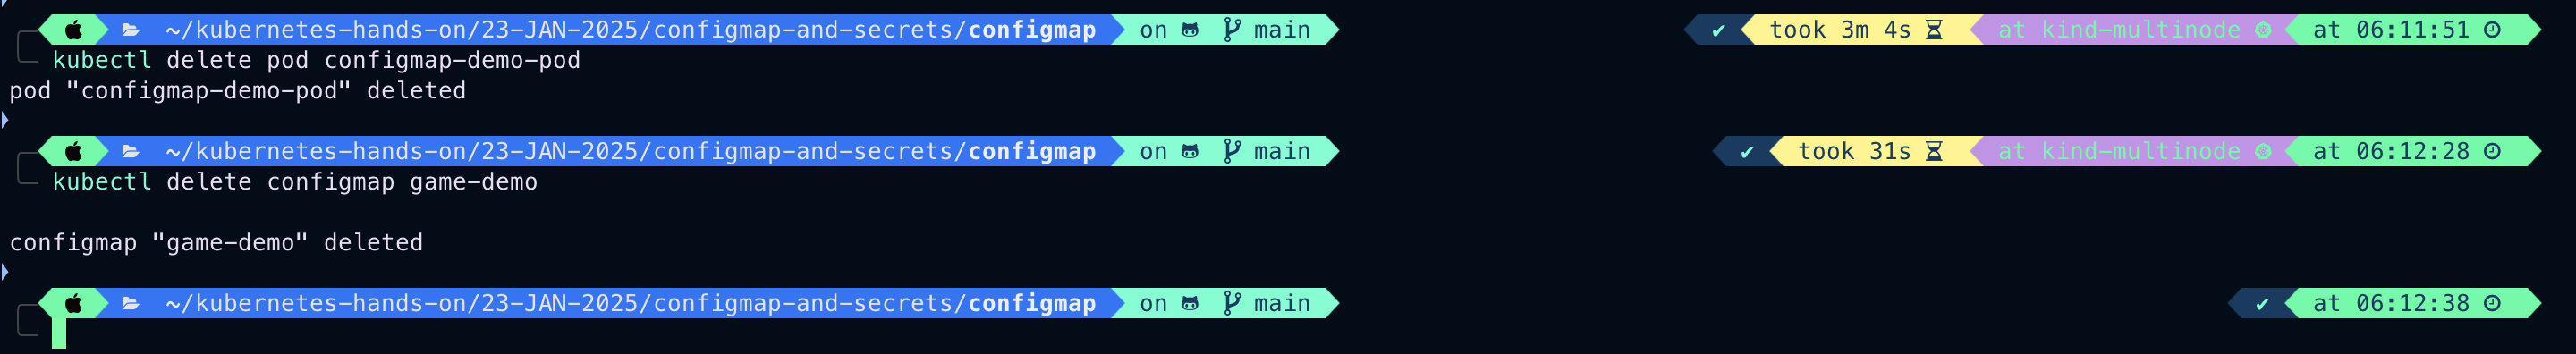 ~/kubernetes-hands-on/23-JAN-2025/configmap-and-secrets/configmap on main ✔ took 3m 4s at kind-multinode at 06:11:51
kubectl delete pod configmap-demo-pod
pod "configmap-demo-pod" deleted
~/kubernetes-hands-on/23-JAN-2025/configmap-and-secrets/configmap on main ✔ took 31s at kind-multinode at 06:12:28
kubectl delete configmap game-demo
configmap "game-demo" deleted
~/kubernetes-hands-on/23-JAN-2025/configmap-and-secrets/configmap on main ✔ at 06:12:38